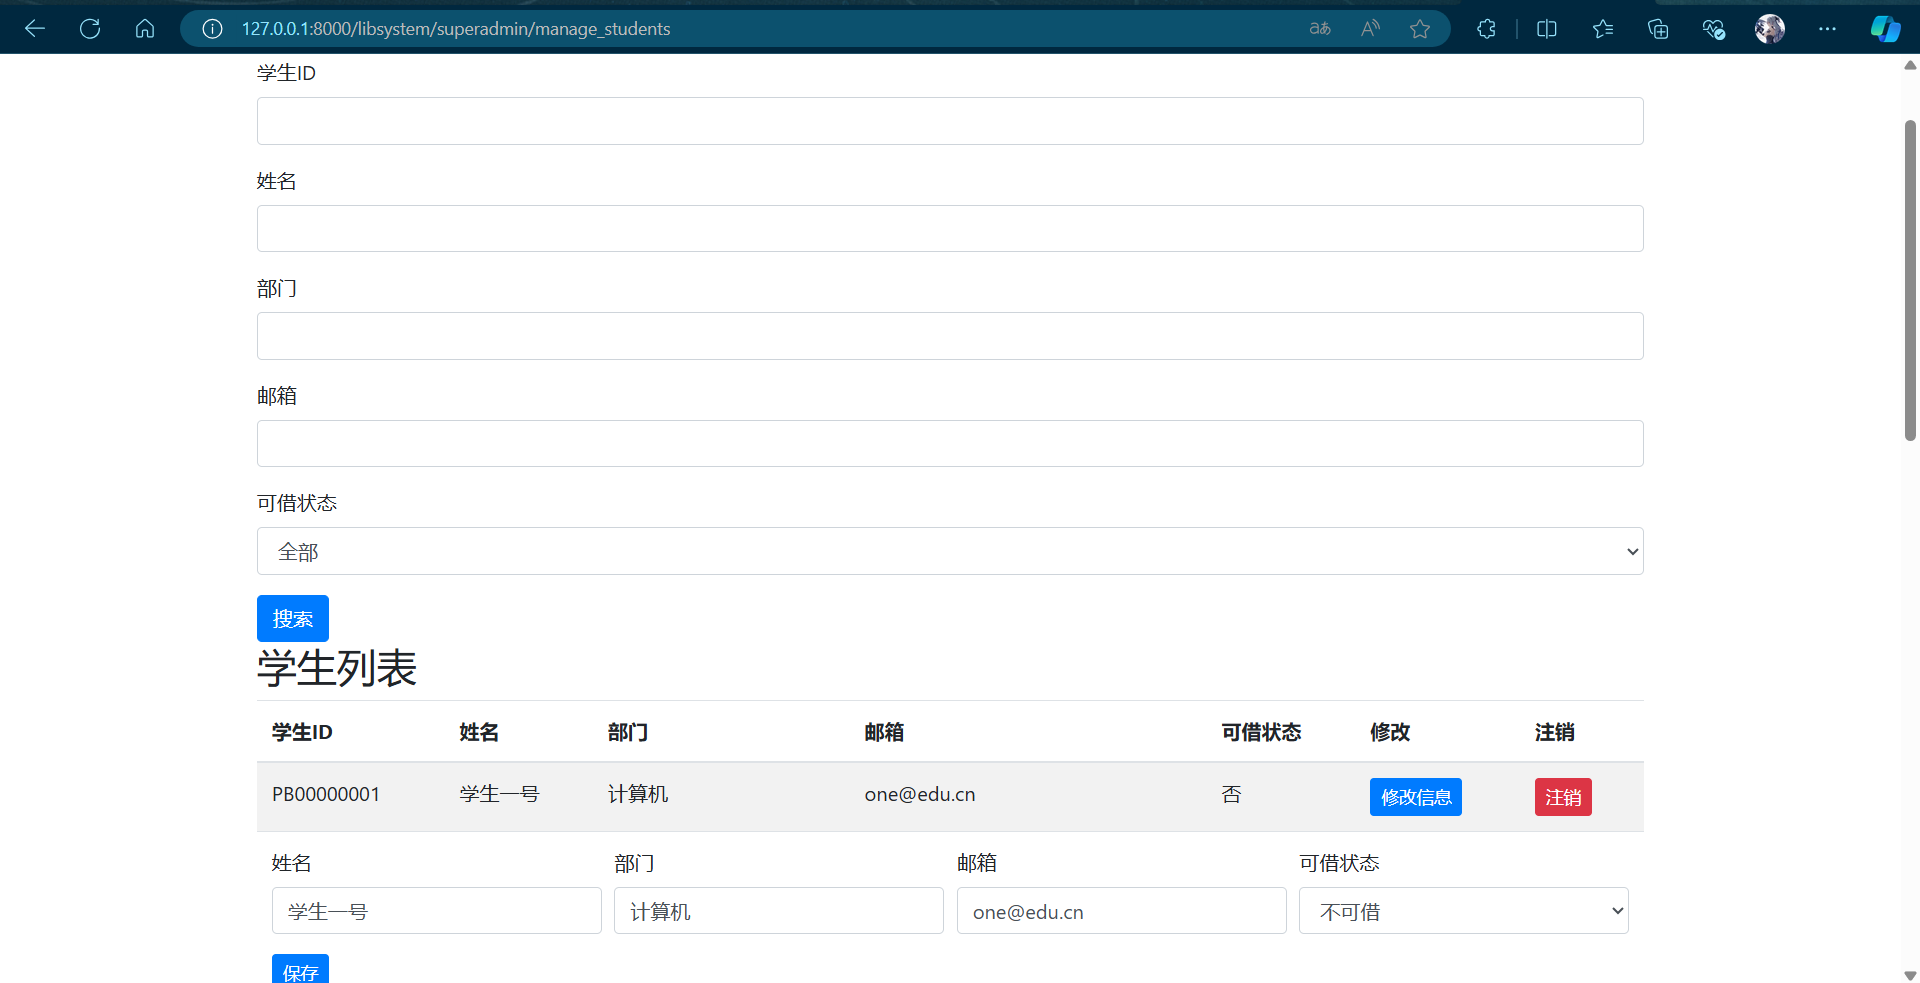 127.0.0.1:8000/libsystem/superadmin/manage_students
学生ID
姓名
部门
邮箱
可借状态
全部
搜索
学生列表
学生ID 姓名 部门 邮箱 可借状态 修改 注销
PB00000001 学生一号 计算机 one@edu.cn 否 修改信息 注销
姓名 部门 邮箱 可借状态
学生一号 计算机 one@edu.cn 不可借
保存